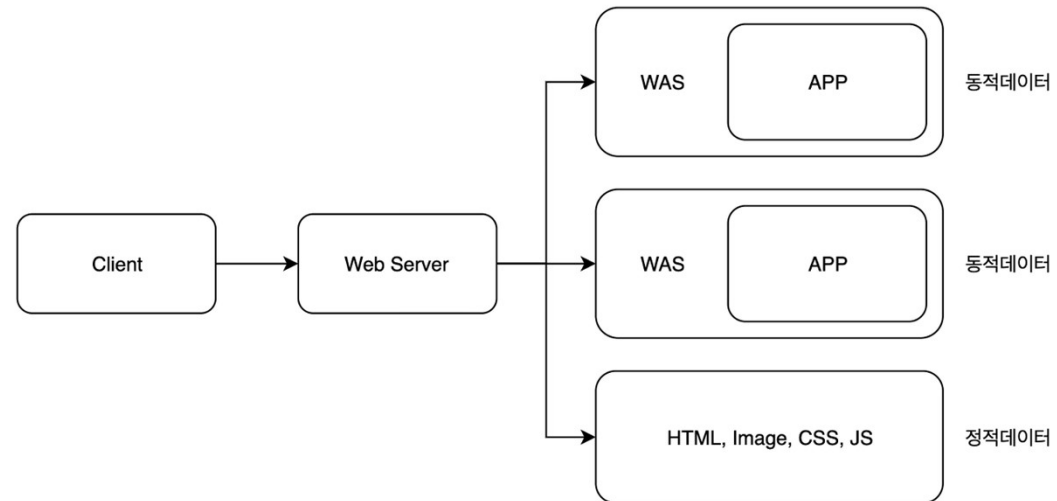 WAS
APP
동적데이터
Client
Web Server
WAS
APP
동적데이터
HTML, Image, CSS, JS
정적데이터